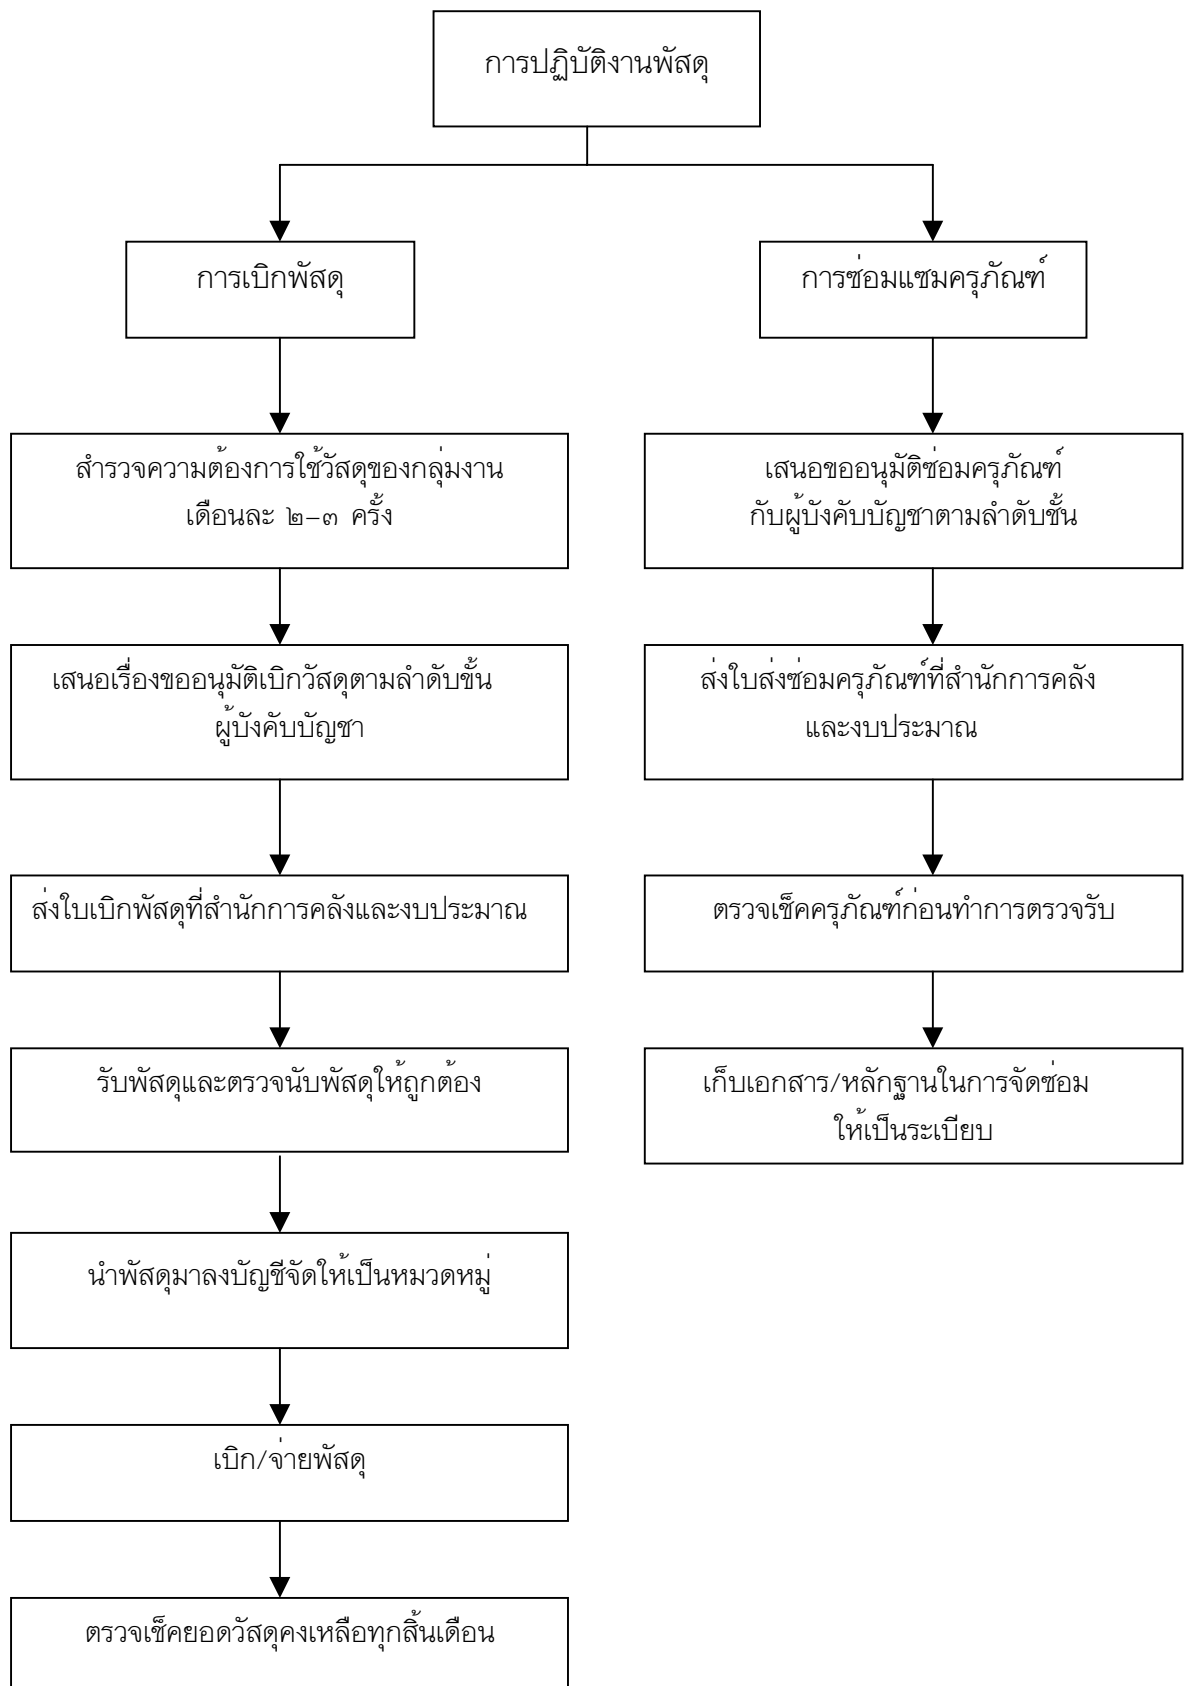 การปฏิบัติงานพัสดุ
การเบิกพัสดุ
การซ่อมแซมครุภัณฑ์
สำรวจความต้องการใช้วัสดุของกลุ่มงาน
เดือนละ ๒-๓ ครั้ง
เสนอขออนุมัติซ่อมครุภัณฑ์
กับผู้บังคับบัญชาตามลำดับชั้น
เสนอเรื่องขออนุมัติเบิกวัสดุตามลำดับขั้น
ผู้บังคับบัญชา
ส่งใบส่งซ่อมครุภัณฑ์ที่สำนักการคลัง
และงบประมาณ
ส่งใบเบิกพัสดุที่สำนักการคลังและงบประมาณ
ตรวจเช็คครุภัณฑ์ก่อนทำการตรวจรับ
รับพัสดุและตรวจนับพัสดุให้ถูกต้อง
เก็บเอกสาร/หลักฐานในการจัดซ่อม
ให้เป็นระเบียบ
นำพัสดุมาลงบัญชีจัดให้เป็นหมวดหมู่
เบิก/จ่ายพัสดุ
ตรวจเช็คยอดวัสดุคงเหลือทุกสิ้นเดือน